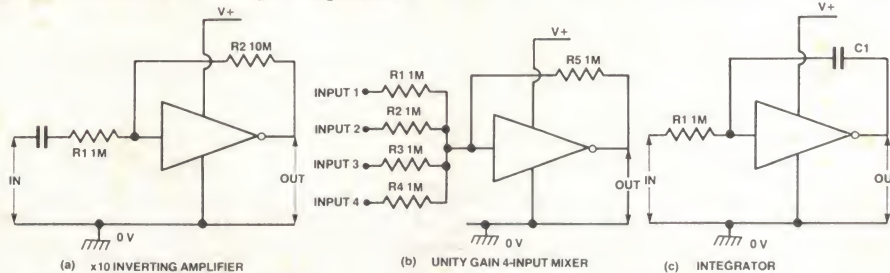 V+
R2 10M
R1 1M
IN
OUT
0 V
(a) x10 INVERTING AMPLIFIER
V+
R5 1M
INPUT 1
R1 1M
INPUT 2
R2 1M
INPUT 3
R3 1M
INPUT 4
R4 1M
OUT
0 V
(b) UNITY GAIN 4-INPUT MIXER
V+
C1
R1 1M
IN
0 V
(c) INTEGRATOR